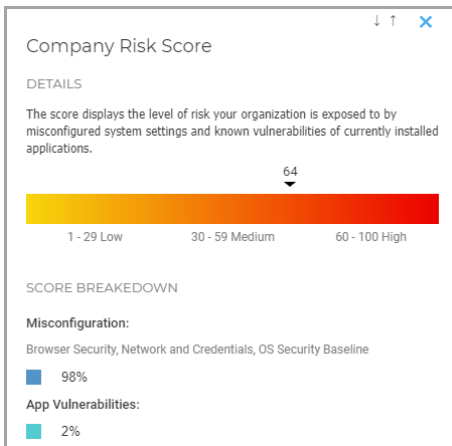 Company Risk Score
DETAILS
The score displays the level of risk your organization is exposed to by
misconfigured system settings and known vulnerabilities of currently installed
applications.
64
1 - 29 Low 30 - 59 Medium 60 - 100 High
SCORE BREAKEDOWN
Misconfiguration:
Browser Security, Network and Credentials, OS Security Baseline
98%
App Vulnerabilities:
2%